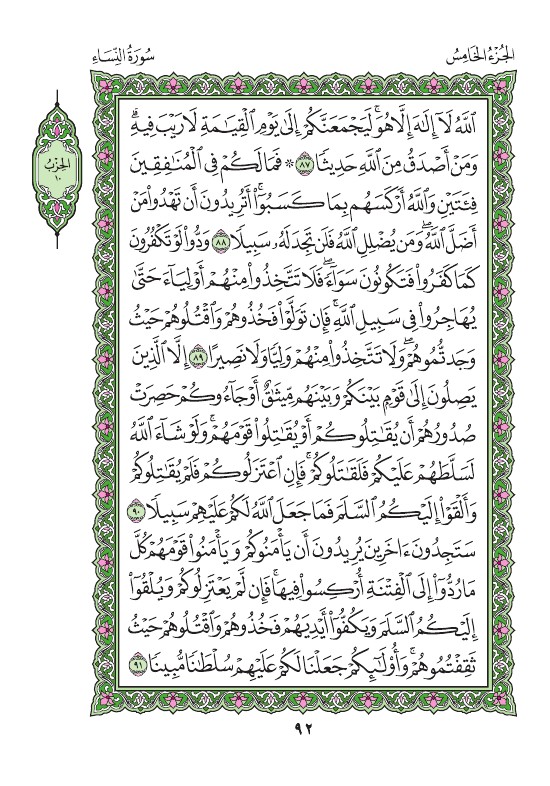 الجُزْءُ الخَامِسُ
سُورَةُ النِّسَاءِ
الحِزْبُ
١٠
ٱللَّهُ لَآ إِلَٰهَ إِلَّا هُوَۚ لَيَجْمَعَنَّكُمْ إِلَىٰ يَوْمِ ٱلْقِيَٰمَةِ لَا رَيْبَ فِيهِۗ
وَمَنْ أَصْدَقُ مِنَ ٱللَّهِ حَدِيثًا ٨٧ ۞ فَمَا لَكُمْ فِى ٱلْمُنَٰفِقِينَ
فِئَتَيْنِ وَٱللَّهُ أَرْكَسَهُم بِمَا كَسَبُوٓا۟ۚ أَتُرِيدُونَ أَن تَهْدُوا۟ مَنْ
أَضَلَّ ٱللَّهُۖ وَمَن يُضْلِلِ ٱللَّهُ فَلَن تَجِدَ لَهُۥ سَبِيلًا ٨٨ وَدُّوا۟ لَوْ تَكْفُرُونَ
كَمَا كَفَرُوا۟ فَتَكُونُونَ سَوَآءًۖ فَلَا تَتَّخِذُوا۟ مِنْهُمْ أَوْلِيَآءَ حَتَّىٰ
يُهَاجِرُوا۟ فِى سَبِيلِ ٱللَّهِۚ فَإِن تَوَلَّوْا۟ فَخُذُوهُمْ وَٱقْتُلُوهُمْ حَيْثُ
وَجَدتُّمُوهُمْۖ وَلَا تَتَّخِذُوا۟ مِنْهُمْ وَلِيًّا وَلَا نَصِيرًا ٨٩ إِلَّا ٱلَّذِينَ
يَصِلُونَ إِلَىٰ قَوْمٍۭ بَيْنَكُمْ وَبَيْنَهُم مِّيثَٰقٌ أَوْ جَآءُوكُمْ حَصِرَتْ
صُدُورُهُمْ أَن يُقَٰتِلُوكُمْ أَوْ يُقَٰتِلُوا۟ قَوْمَهُمْۚ وَلَوْ شَآءَ ٱللَّهُ
لَسَلَّطَهُمْ عَلَيْكُمْ فَلَقَٰتَلُوكُمْۚ فَإِنِ ٱعْتَزَلُوكُمْ فَلَمْ يُقَٰتِلُوكُمْ
وَأَلْقَوْا۟ إِلَيْكُمُ ٱلسَّلَمَ فَمَا جَعَلَ ٱللَّهُ لَكُمْ عَلَيْهِمْ سَبِيلًا ٩٠
سَتَجِدُونَ ءَاخَرِينَ يُرِيدُونَ أَن يَأْمَنُوكُمْ وَيَأْمَنُوا۟ قَوْمَهُمْ كُلَّ
مَا رُدُّوٓا۟ إِلَى ٱلْفِتْنَةِ أُرْكِسُوا۟ فِيهَاۚ فَإِن لَّمْ يَعْتَزِلُوكُمْ وَيُلْقُوٓا۟
إِلَيْكُمُ ٱلسَّلَمَ وَيَكُفُّوٓا۟ أَيْدِيَهُمْ فَخُذُوهُمْ وَٱقْتُلُوهُمْ حَيْثُ
ثَقِفْتُمُوهُمْۚ وَأُو۟لَٰٓئِكُمْ جَعَلْنَا لَكُمْ عَلَيْهِمْ سُلْطَٰنًا مُّبِينًا ٩١
٩٢